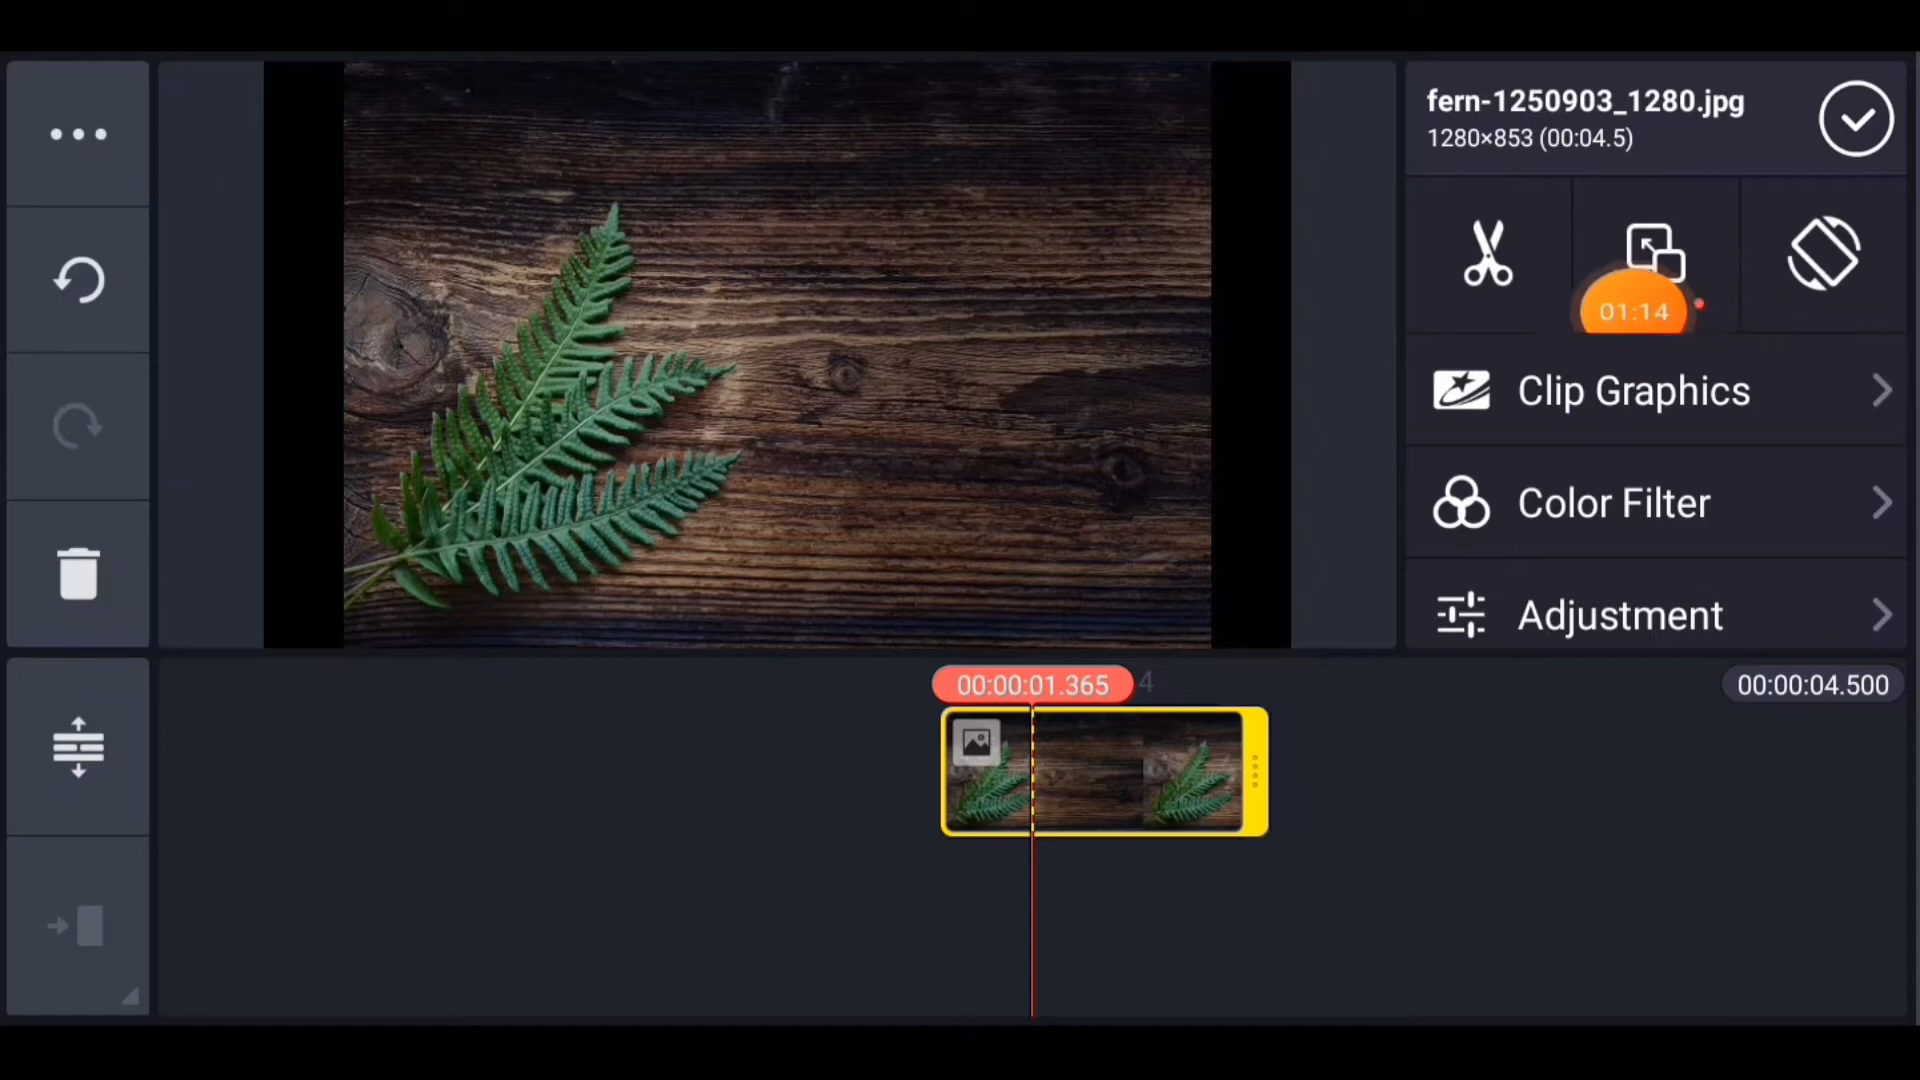 fern-1250903_1280.jpg
1280×853 (00:04.5)
01:14
Clip Graphics
Color Filter
Adjustment
00:00:01.365
4
00:00:04.500